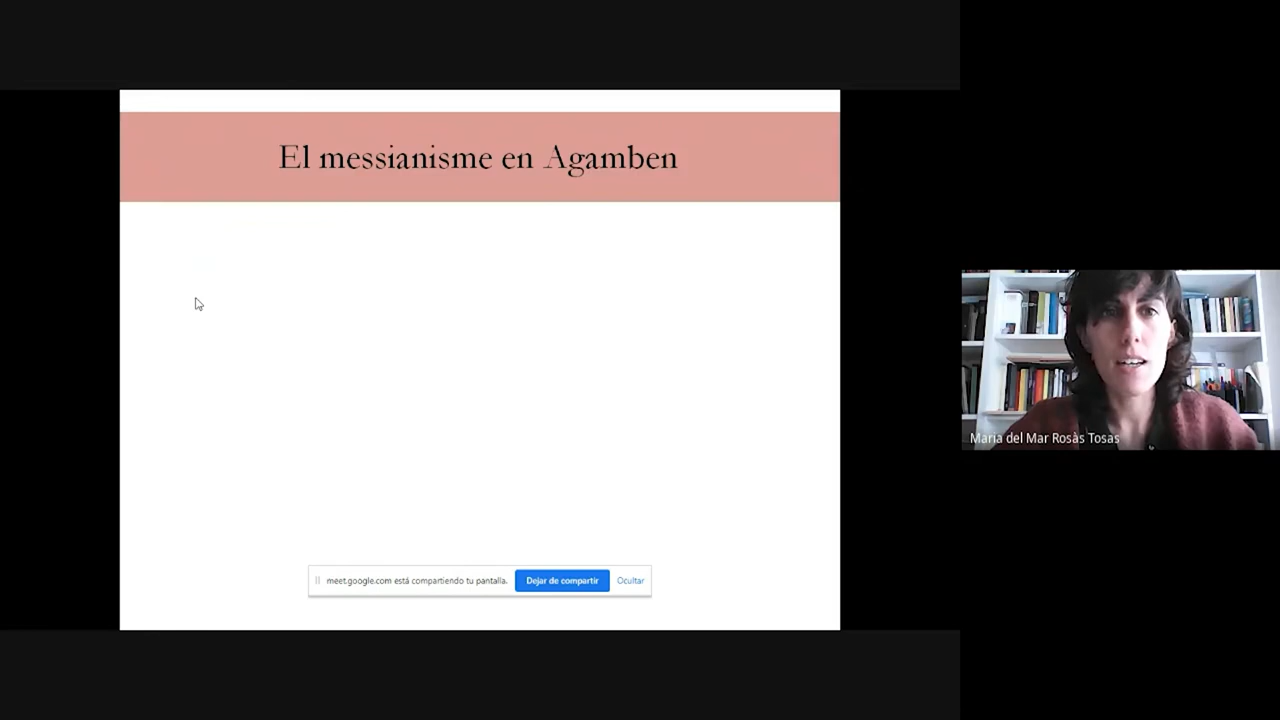 El messianisme en Agamben
Maria del Mar Rosàs Tosas
meet.google.com está compartiendo tu pantalla. Dejar de compartir Ocultar